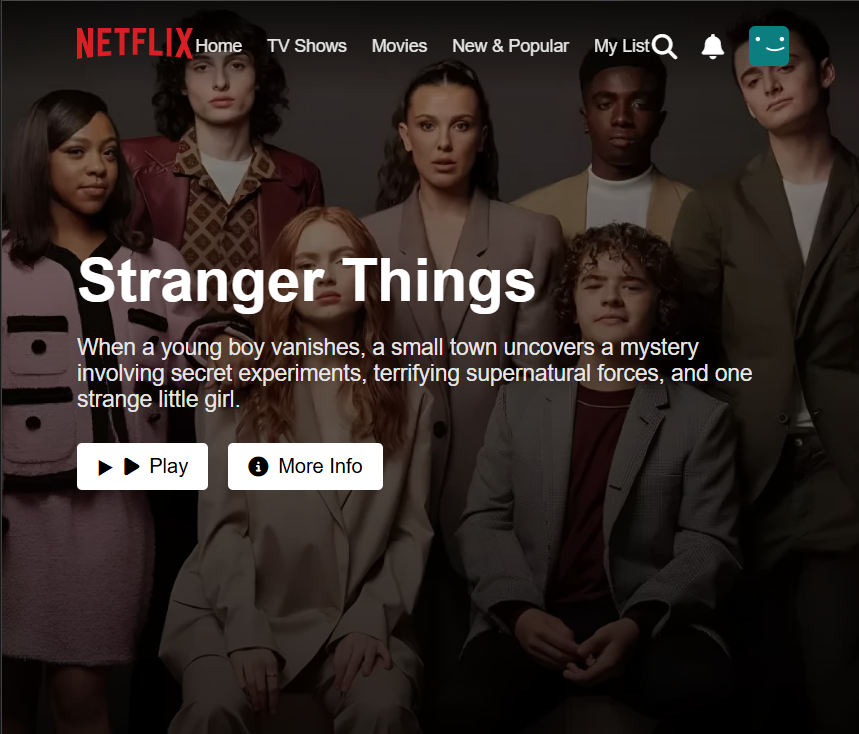 NETFLIX Home TV Shows Movies New & Popular My List
Stranger Things
When a young boy vanishes, a small town uncovers a mystery
involving secret experiments, terrifying supernatural forces, and one
strange little girl.
Play More Info